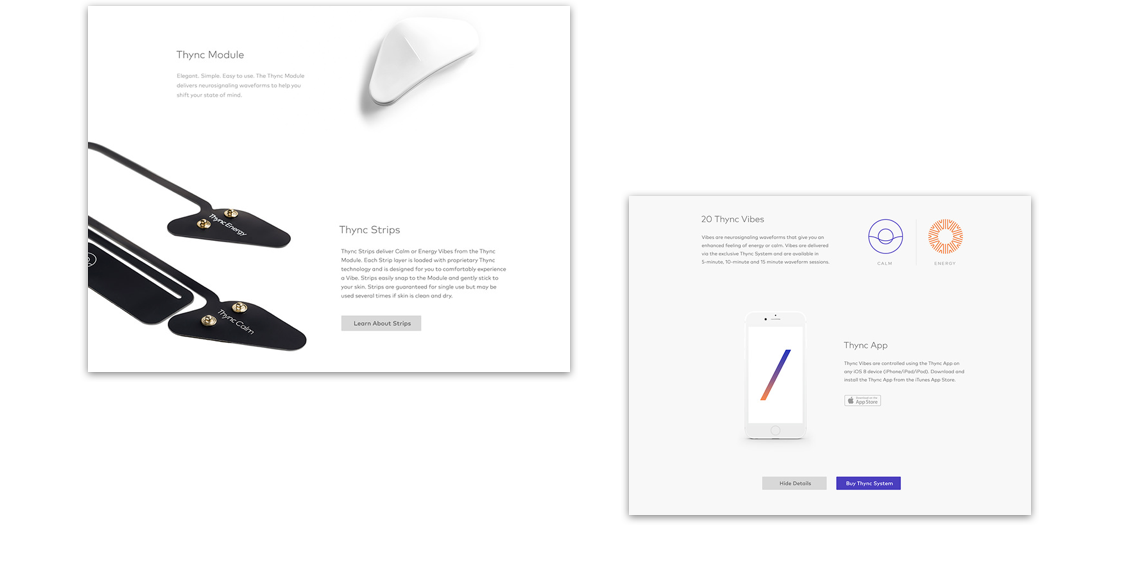 Thync Module
Elegant. Simple. Easy to use. The Thync Module
delivers neurosignaling waveforms to help you
shift your state of mind.
Thync Energy
Thync Calm
Thync Strips
Thync Strips deliver Calm or Energy Vibes from the Thync
Module. Each Strip layer is loaded with proprietary Thync
technology and is designed for you to comfortably experience
a Vibe. Strips easily snap to the Module and gently stick to
your skin. Strips are guaranteed for single use but may be
used several times if skin is clean and dry.
Learn About Strips
20 Thync Vibes
Vibes are neurosignaling waveforms that give you an
enhanced feeling of energy or calm. Vibes are delivered
via the exclusive Thync System and are available in
5-minute, 10-minute and 15 minute waveform sessions.
CALM
ENERGY
Thync App
Thync Vibes are controlled using the Thync App on
any iOS 8 device (iPhone/iPad/iPod). Download and
install the Thync App from the iTunes App Store.
App Store
Hide Details
Buy Thync System